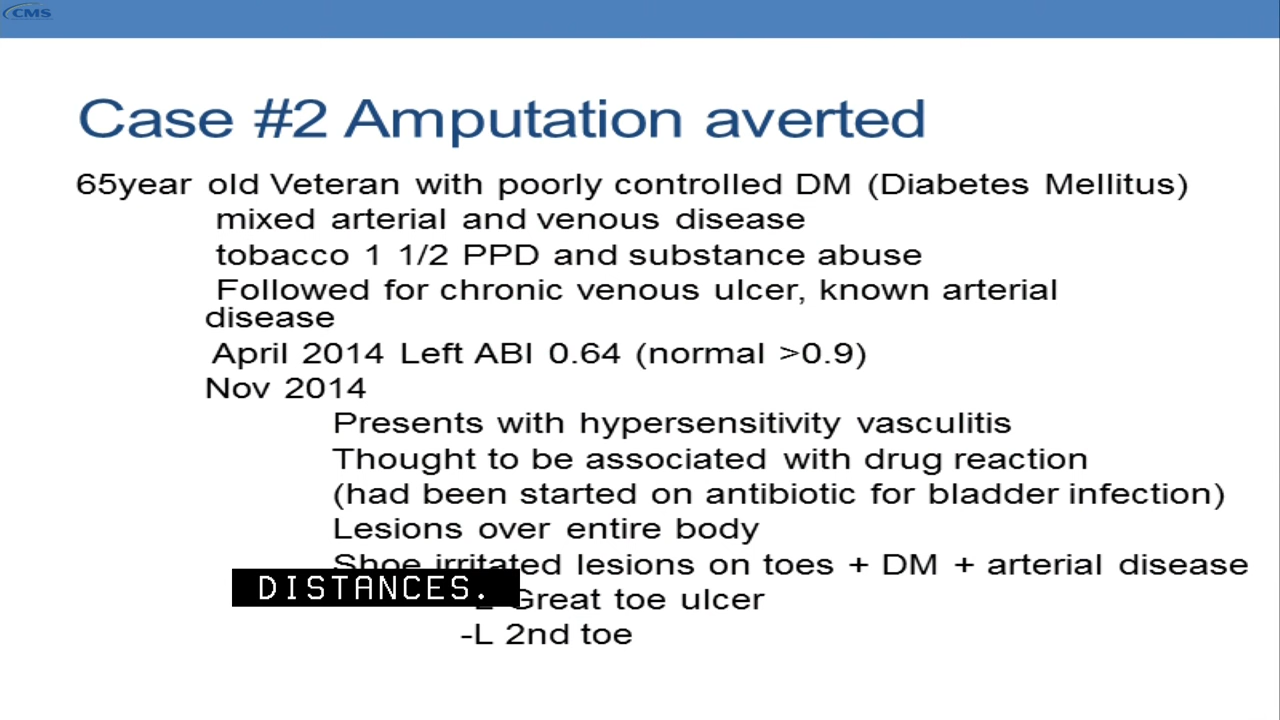 CMS
Case #2 Amputation averted
65year old Veteran with poorly controlled DM (Diabetes Mellitus)
mixed arterial and venous disease
tobacco 1 1/2 PPD and substance abuse
Followed for chronic venous ulcer, known arterial
disease
April 2014 Left ABI 0.64 (normal >0.9)
Nov 2014
Presents with hypersensitivity vasculitis
Thought to be associated with drug reaction
(had been started on antibiotic for bladder infection)
Lesions over entire body
Shoe irritated lesions on toes + DM + arterial disease
DISTANCES.
Great toe ulcer
-L 2nd toe